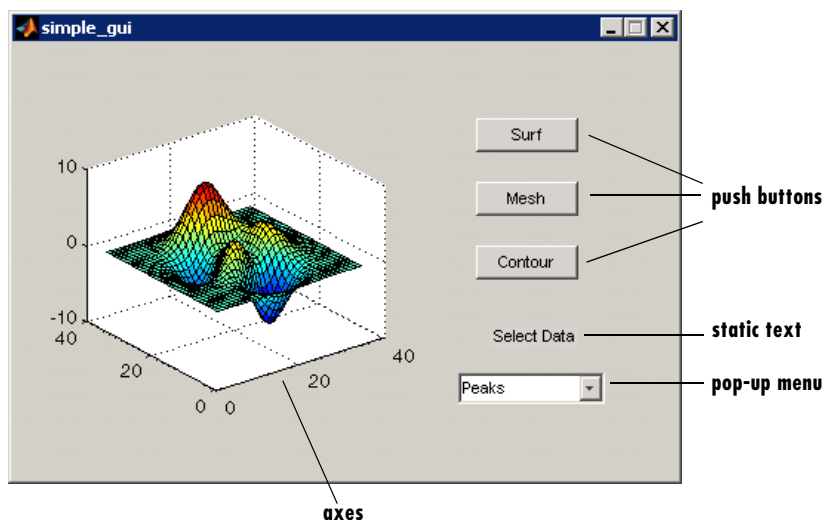 simple_gui
Surf
Mesh
push buttons
Contour
Select Data
static text
Peaks
pop-up menu
10
0
-10
40
20
0
0
20
40
axes